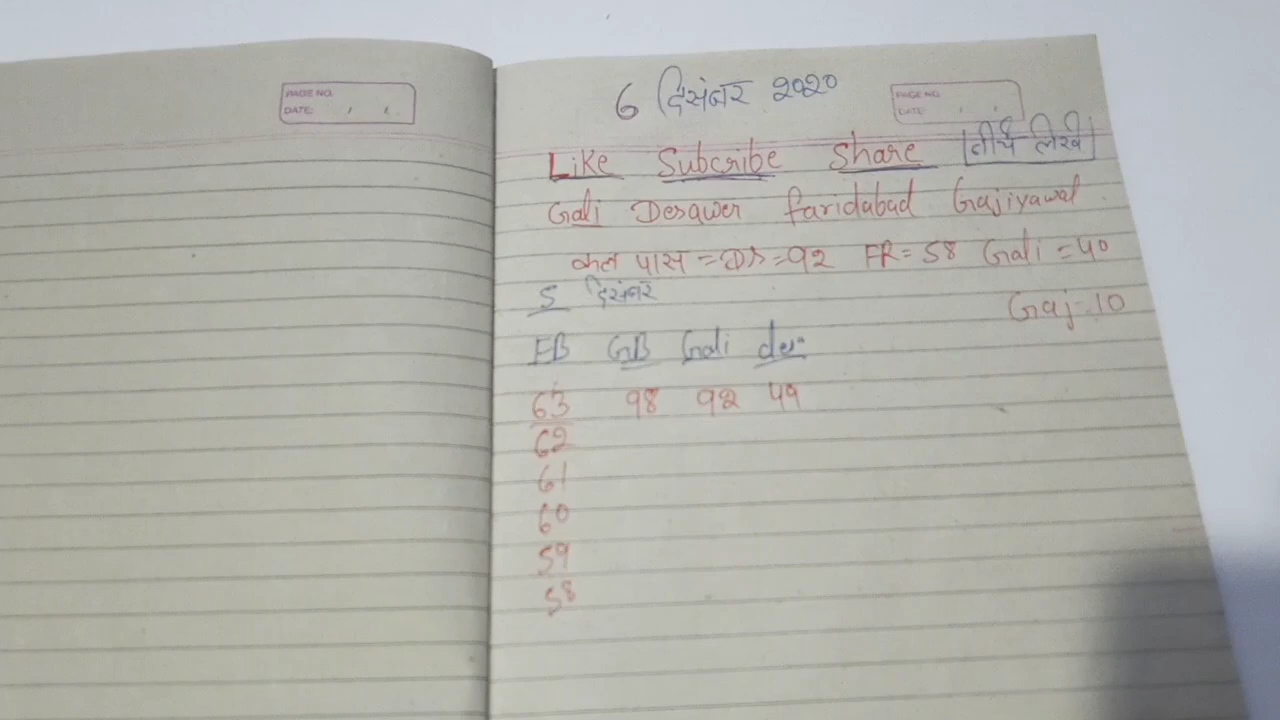 PAGE NO.
DATE:
6 दिसंबर 2020
PAGE NO.
DATE:
Like Subcribe Share नीचे लिखे
Gali Desawer faridabad Gajiyawal
कल पास = DS = 92 FR = 58 Gali = 40
5 दिसंबर
Gaj = 10
FB GB Gali des
63 98 92 49
62
61
60
59
58